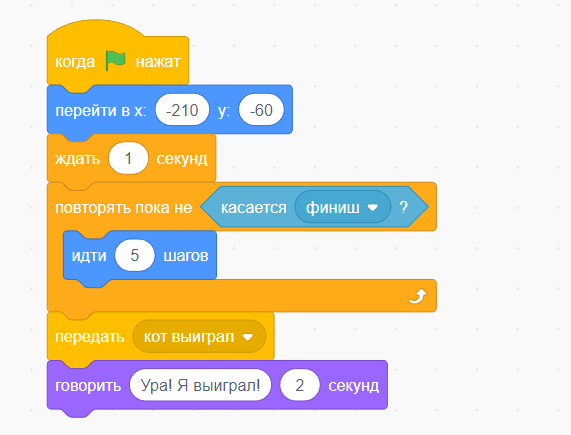 когда нажат
перейти в x: -210 y: -60
ждать 1 секунд
повторять пока не касается финиш ?
идти 5 шагов
передать кот выиграл
говорить Ура! Я выиграл! 2 секунд